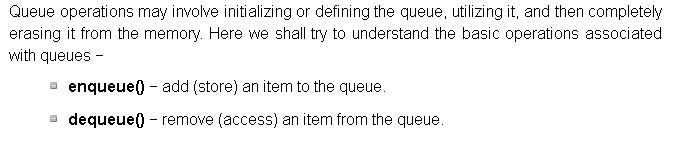 Queue operations may involve initializing or defining the queue, utilizing it, and then completely
erasing it from the memory. Here we shall try to understand the basic operations associated
with queues −
enqueue() − add (store) an item to the queue.
dequeue() − remove (access) an item from the queue.